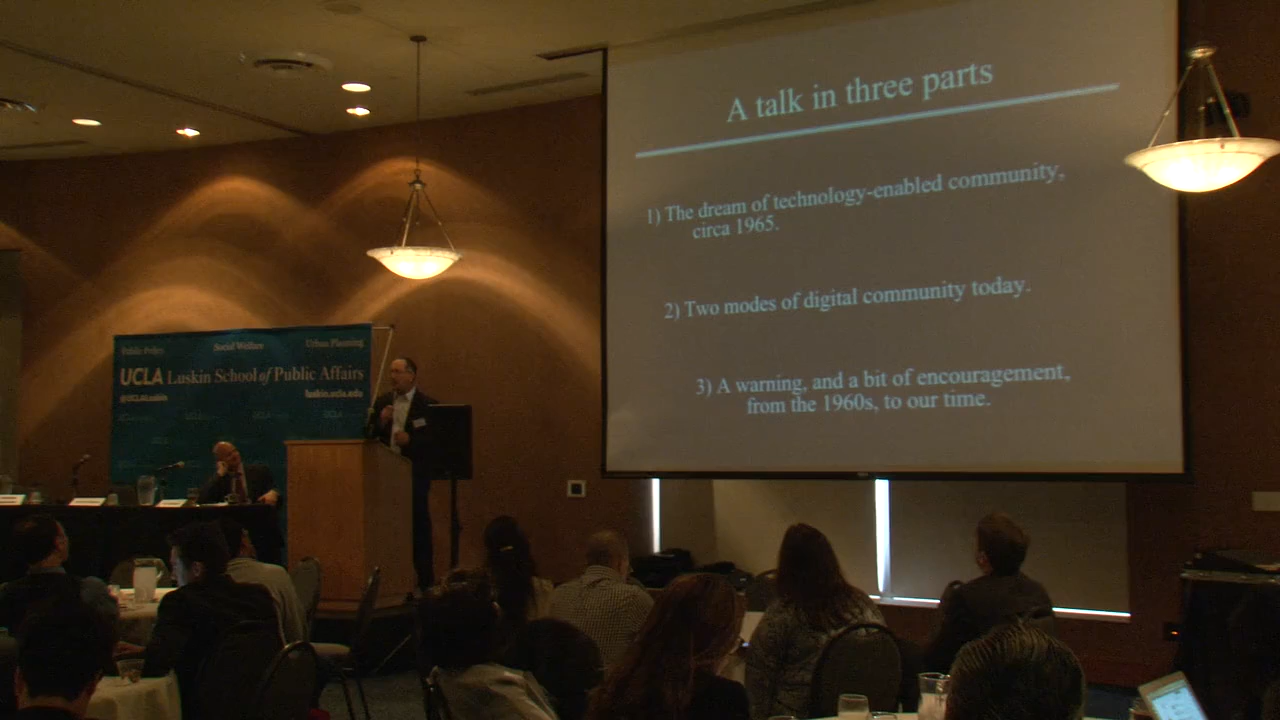 A talk in three parts
1) The dream of technology-enabled community,
circa 1965.
2) Two modes of digital community today.
3) A warning, and a bit of encouragement,
from the 1960s, to our time.
Public Policy Social Welfare Urban Planning
UCLA Luskin School of Public Affairs
@UCLALuskin luskin.ucla.edu